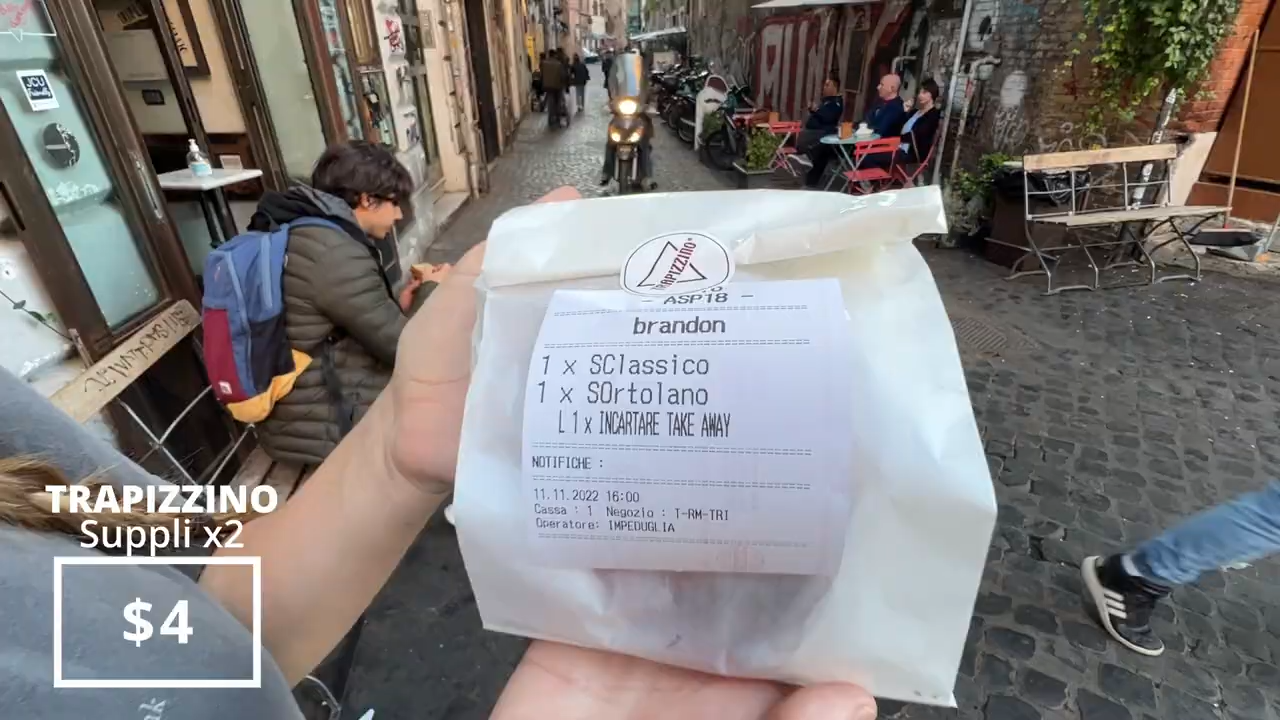 JCU
TRAPIZZINO
- ASP18 -
brandon
1 x SClassico
1 x SOrtolano
L 1 x INCARTARE TAKE AWAY
NOTIFICHE :
11.11.2022 16:00
Cassa : 1 Negozio : T-RM-TRI
Operatore: IMPEDUGLIA
TRAPIZZINO
Suppli x2
$4